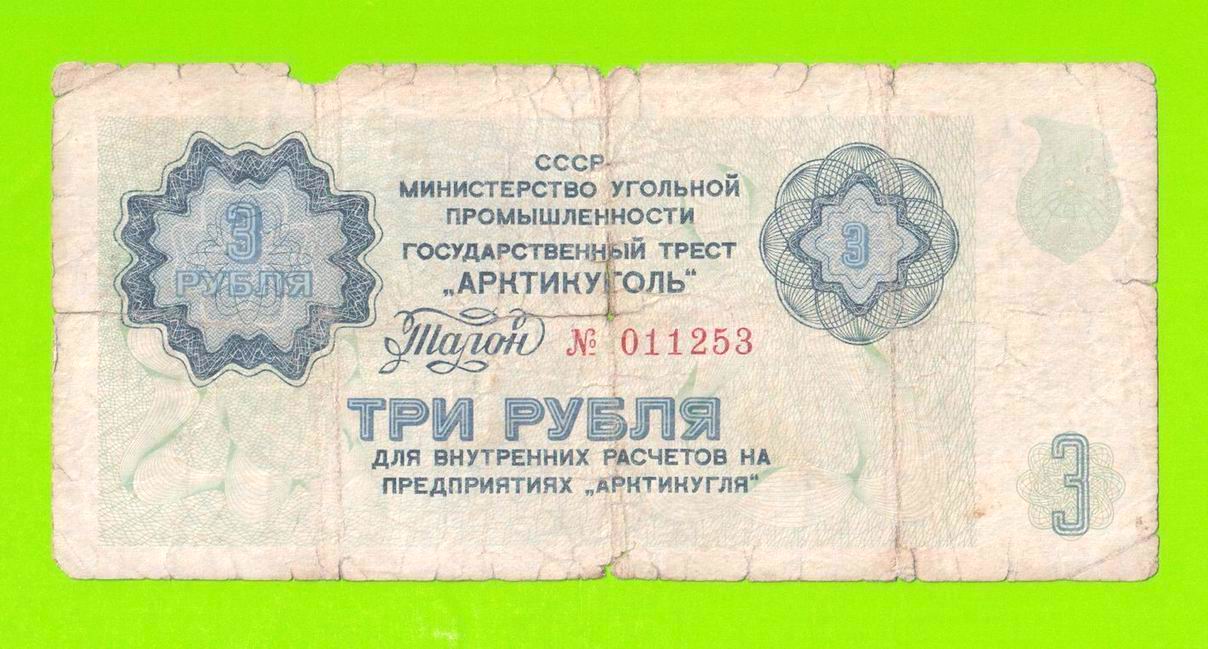 3
РУБЛЯ
СССР
МИНИСТЕРСТВО УГОЛЬНОЙ
ПРОМЫШЛЕННОСТИ
ГОСУДАРСТВЕННЫЙ ТРЕСТ
„АРКТИКУГОЛЬ“
3
Талон № 011253
ТРИ РУБЛЯ
ДЛЯ ВНУТРЕННИХ РАСЧЕТОВ НА
ПРЕДПРИЯТИЯХ „АРКТИКУГЛЯ“
3